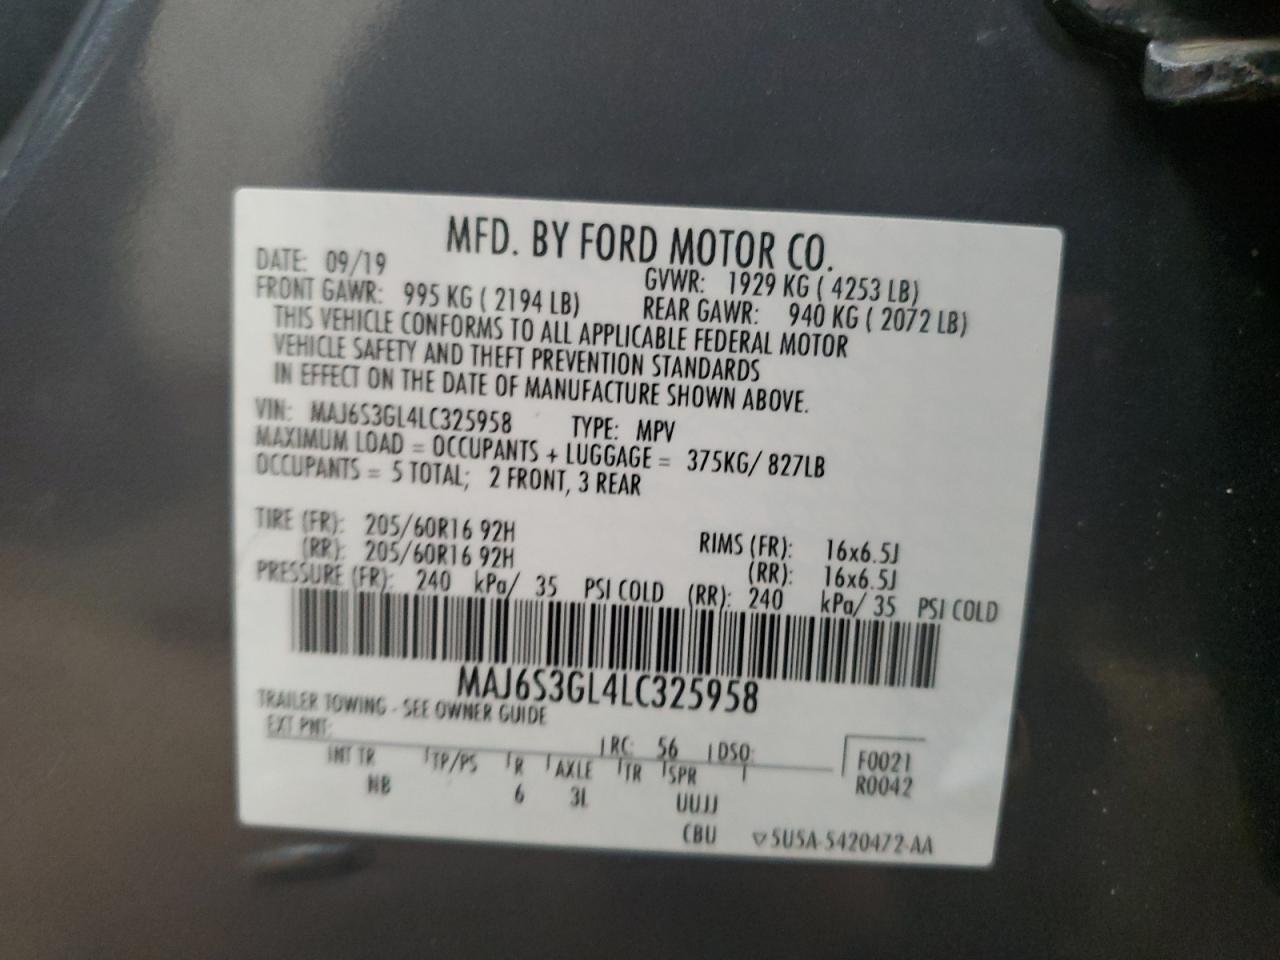 MFD. BY FORD MOTOR CO.
DATE: 09/19 GVWR: 1929 KG ( 4253 LB)
FRONT GAWR: 995 KG ( 2194 LB) REAR GAWR: 940 KG ( 2072 LB)
THIS VEHICLE CONFORMS TO ALL APPLICABLE FEDERAL MOTOR
VEHICLE SAFETY AND THEFT PREVENTION STANDARDS
IN EFFECT ON THE DATE OF MANUFACTURE SHOWN ABOVE.
VIN: MAJ6S3GL4LC325958 TYPE: MPV
MAXIMUM LOAD = OCCUPANTS + LUGGAGE = 375KG/ 827LB
OCCUPANTS = 5 TOTAL; 2 FRONT, 3 REAR
TIRE (FR): 205/60R16 92H RIMS (FR): 16x6.5J
(RR): 205/60R16 92H (RR): 16x6.5J
PRESSURE (FR): 240 kPa/ 35 PSI COLD (RR): 240 kPa/ 35 PSI COLD
MAJ6S3GL4LC325958
TRAILER TOWING - SEE OWNER GUIDE
EXT PNT: RC: 56 DSO: F0021
INT TR TP/PS R AXLE TR SPR R0042
NB 6 3L UUJJ
CBU ▽5U5A-5420472-AA